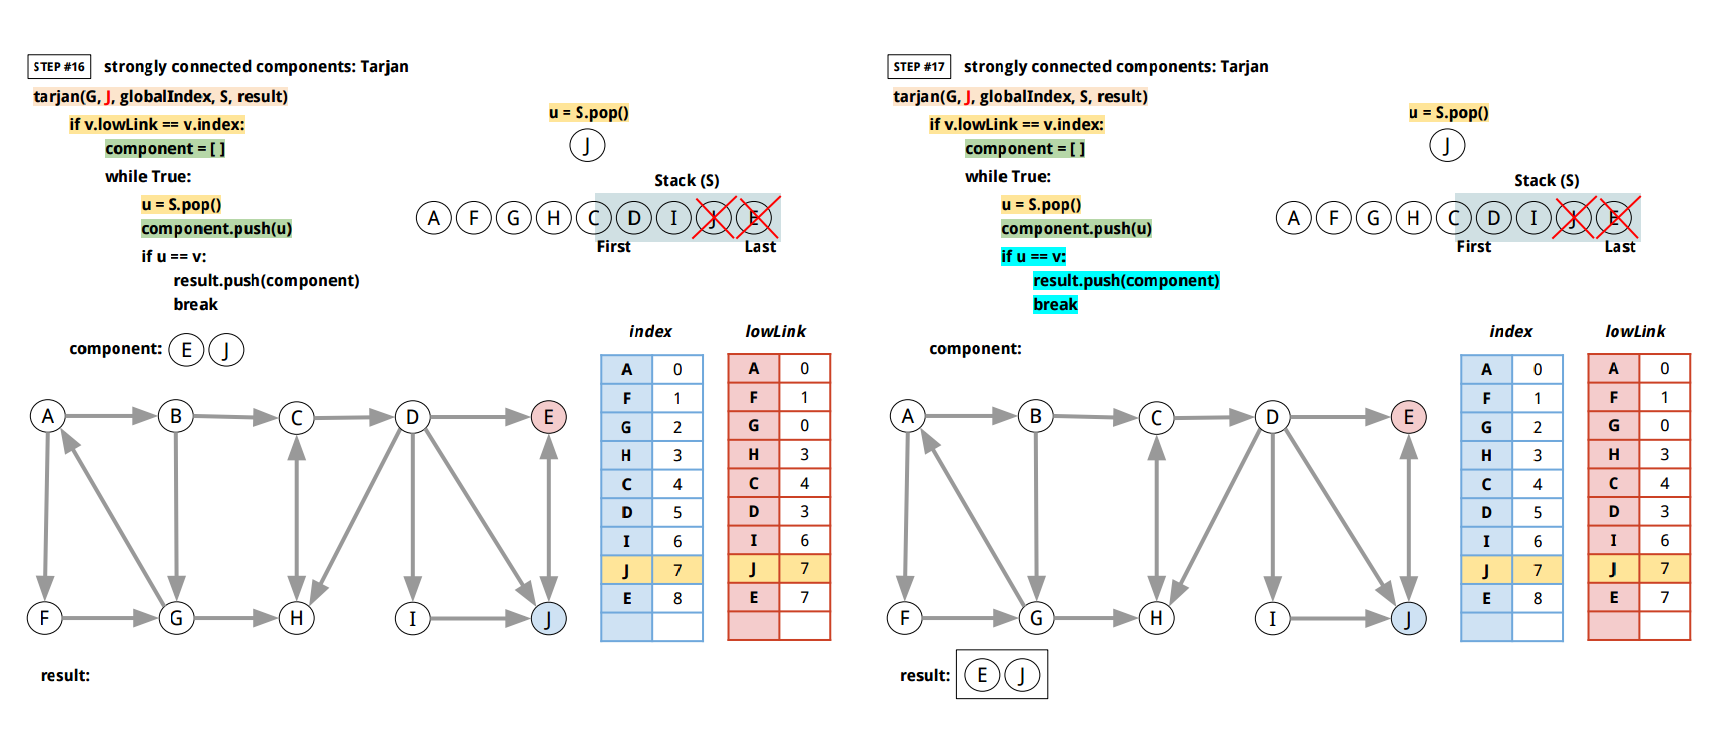 STEP #16 strongly connected components: Tarjan
tarjan(G, J, globalIndex, S, result)
if v.lowLink == v.index:
component = [ ]
while True:
u = S.pop()
component.push(u)
if u == v:
result.push(component)
break
u = S.pop()
J
Stack (S)
A F G H C D I J E
First Last
component: E J
index
A 0
F 1
G 2
H 3
C 4
D 5
I 6
J 7
E 8
lowLink
A 0
F 1
G 0
H 3
C 4
D 3
I 6
J 7
E 7
A B C D E
F G H I J
result:
STEP #17 strongly connected components: Tarjan
tarjan(G, J, globalIndex, S, result)
if v.lowLink == v.index:
component = [ ]
while True:
u = S.pop()
component.push(u)
if u == v:
result.push(component)
break
u = S.pop()
J
Stack (S)
A F G H C D I J E
First Last
component:
index
A 0
F 1
G 2
H 3
C 4
D 5
I 6
J 7
E 8
lowLink
A 0
F 1
G 0
H 3
C 4
D 3
I 6
J 7
E 7
A B C D E
F G H I J
result: E J